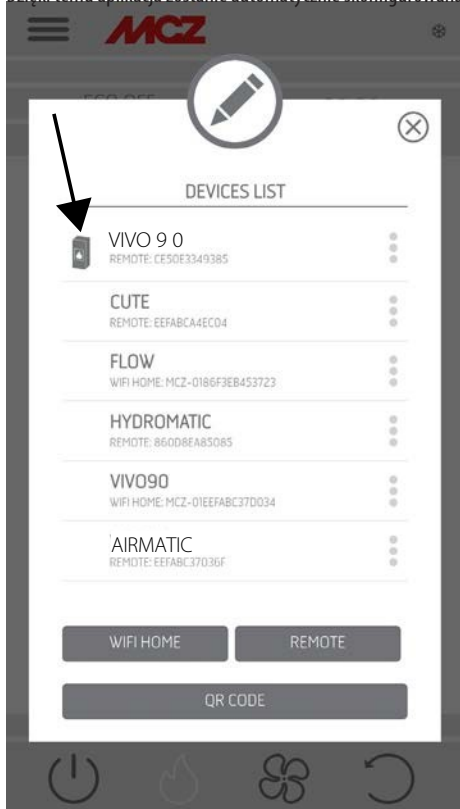 MCZ
DEVICES LIST
VIVO 9 0
REMOTE: CE50E3349385
CUTE
REMOTE: EEFABCA4EC04
FLOW
WIFI HOME: MCZ-0186F3EB453723
HYDROMATIC
REMOTE: 860D8EA85085
VIVO90
WIFI HOME: MCZ-01EEFABC37D034
AIRMATIC
REMOTE: EEFABC37036F
WIFI HOME
REMOTE
QR CODE